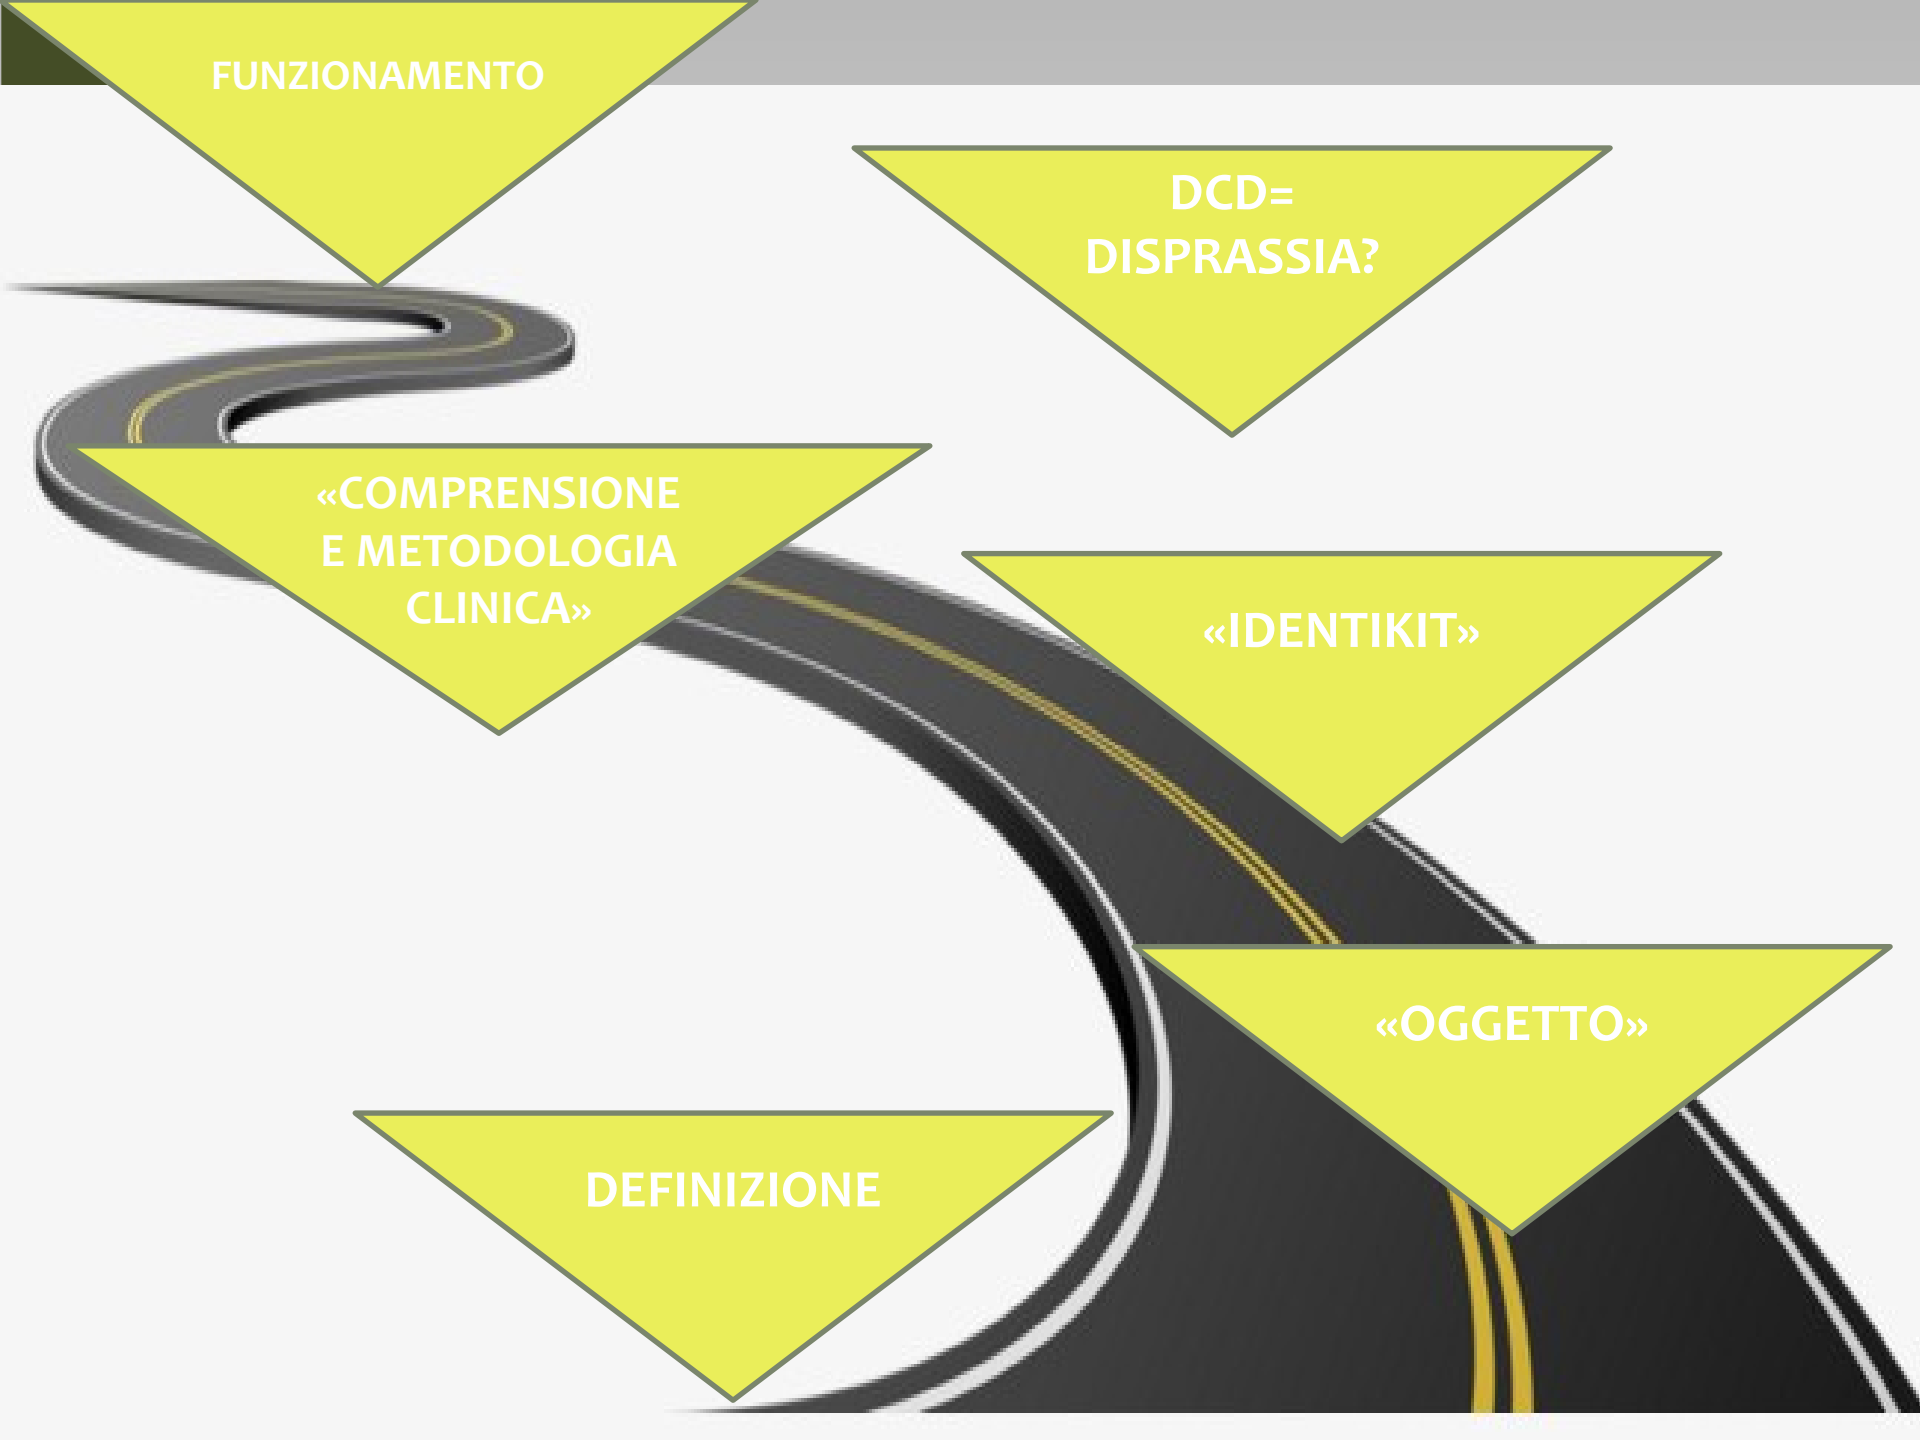 FUNZIONAMENTO
DCD=
DISPRASSIA?
«COMPRENSIONE
E METODOLOGIA
CLINICA»
«IDENTIKIT»
«OGGETTO»
DEFINIZIONE